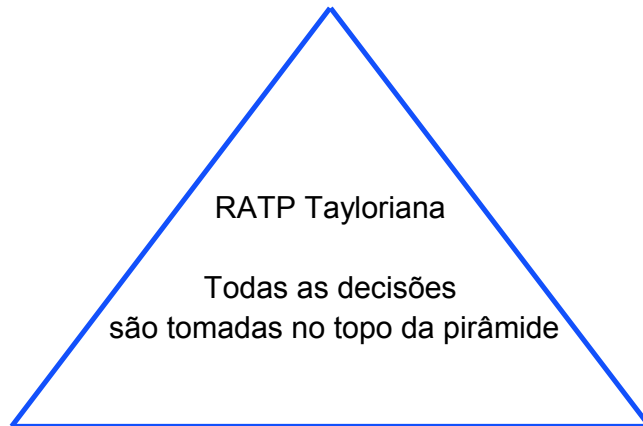 RATP Tayloriana
Todas as decisões
são tomadas no topo da pirâmide